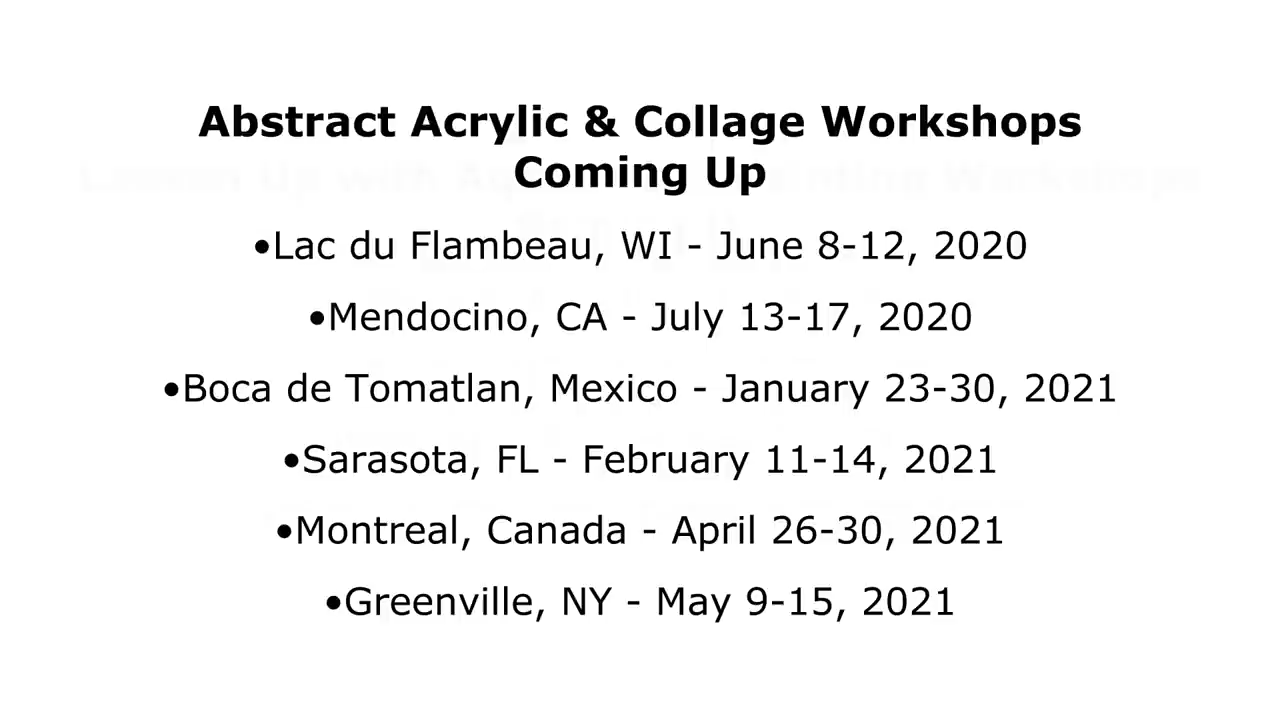 Abstract Acrylic & Collage Workshops
Coming Up
•Lac du Flambeau, WI - June 8-12, 2020
•Mendocino, CA - July 13-17, 2020
•Boca de Tomatlan, Mexico - January 23-30, 2021
•Sarasota, FL - February 11-14, 2021
•Montreal, Canada - April 26-30, 2021
•Greenville, NY - May 9-15, 2021